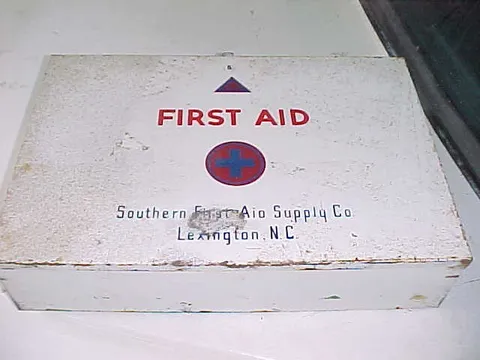 FIRST AID
Southern First Aid Supply Co
Lexington, N.C.